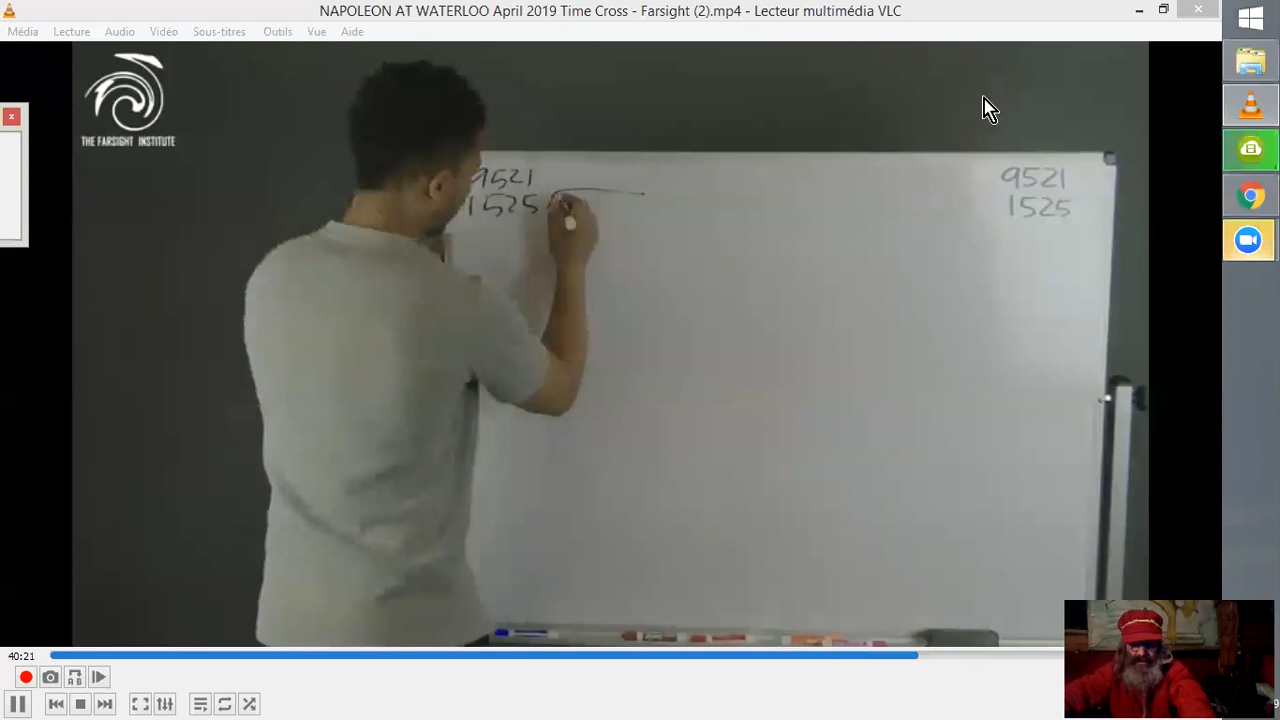 NAPOLEON AT WATERLOO April 2019 Time Cross - Farsight (2).mp4 - Lecteur multimédia VLC
Média Lecture Audio Vidéo Sous-titres Outils Vue Aide
THE FARSIGHT INSTITUTE
9521
1525
9521
1525
40:21